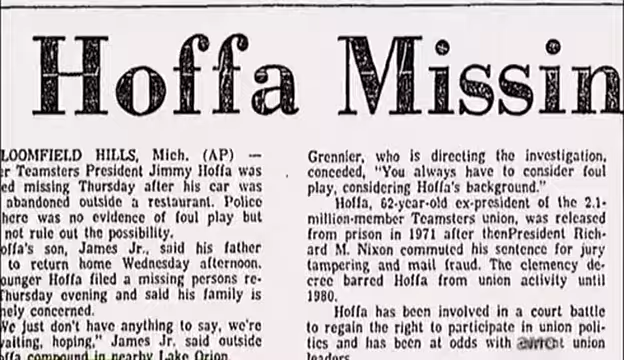 Hoffa Missin
LOOMFIELD HILLS, Mich. (AP) —
er Teamsters President Jimmy Hoffa was
ed missing Thursday after his car was
abandoned outside a restaurant. Police
here was no evidence of foul play but
not rule out the possibility.
offa's son, James Jr., said his father
to return home Wednesday afternoon.
ounger Hoffa filed a missing persons re-
Thursday evening and said his family is
mely concerned.
We just don't have anything to say, we're
vaiting, hoping," James Jr. said outside
ffa compound in nearby Lake Orion.
Grennier, who is directing the investigation,
conceded, "You always have to consider foul
play, considering Hoffa's background."
Hoffa, 62-year-old ex-president of the 2.1-
million-member Teamsters union, was released
from prison in 1971 after thenPresident Rich-
ard M. Nixon commuted his sentence for jury
tampering and mail fraud. The clemency de-
cree barred Hoffa from union activity until
1980.
Hoffa has been involved in a court battle
to regain the right to participate in union poli-
tics and has been at odds with union
leaders.
amc